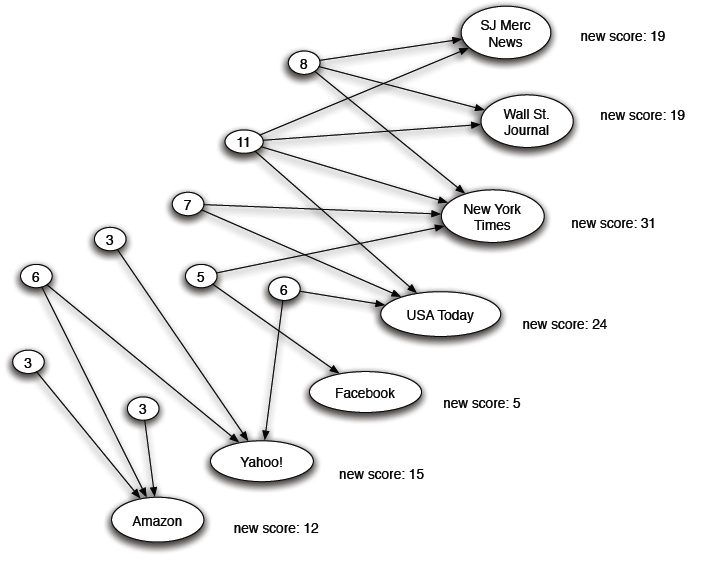 SJ Merc
News
new score: 19
8
Wall St.
Journal
new score: 19
11
7
New York
Times
new score: 31
3
6
5
6
USA Today
new score: 24
3
Facebook
new score: 5
3
Yahoo!
new score: 15
Amazon
new score: 12